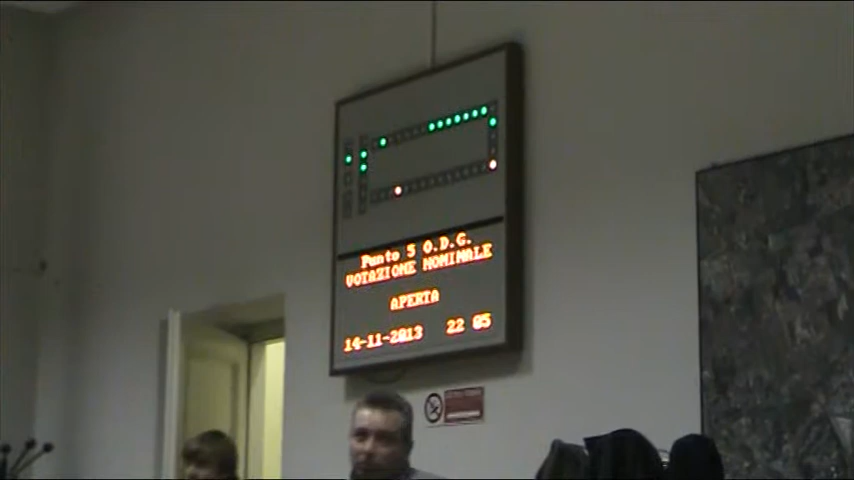 Punto 5 O.D.G.
VOTAZIONE NOMINALE
APERTA
14-11-2013 22 05